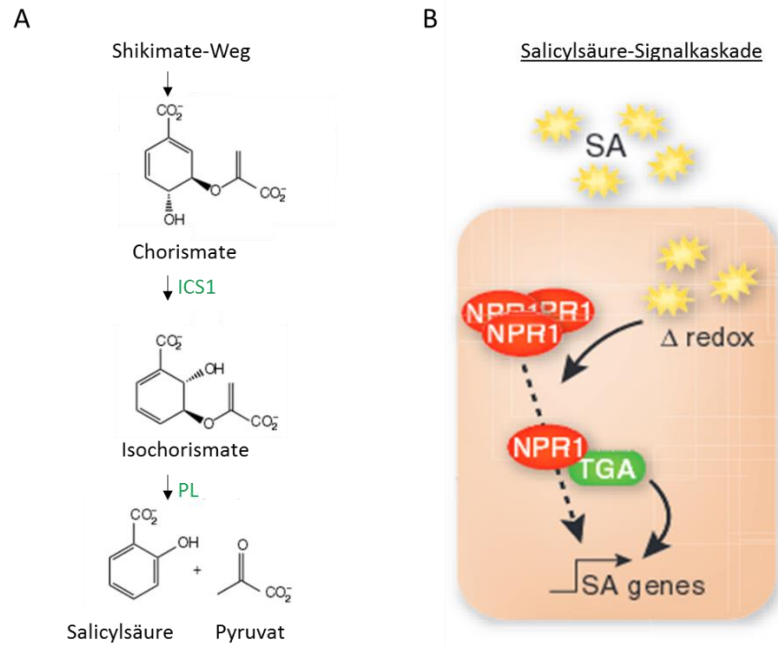 A
Shikimate-Weg
CO₂⁻
O
CO₂⁻
OH
Chorismate
ICS1
CO₂⁻
OH
O
CO₂⁻
Isochorismate
PL
CO₂⁻
OH
O
+
CO₂⁻
Salicylsäure Pyruvat
B
Salicylsäure-Signalkaskade
SA
NPR1 NPR1
NPR1
Δ redox
NPR1
TGA
SA genes